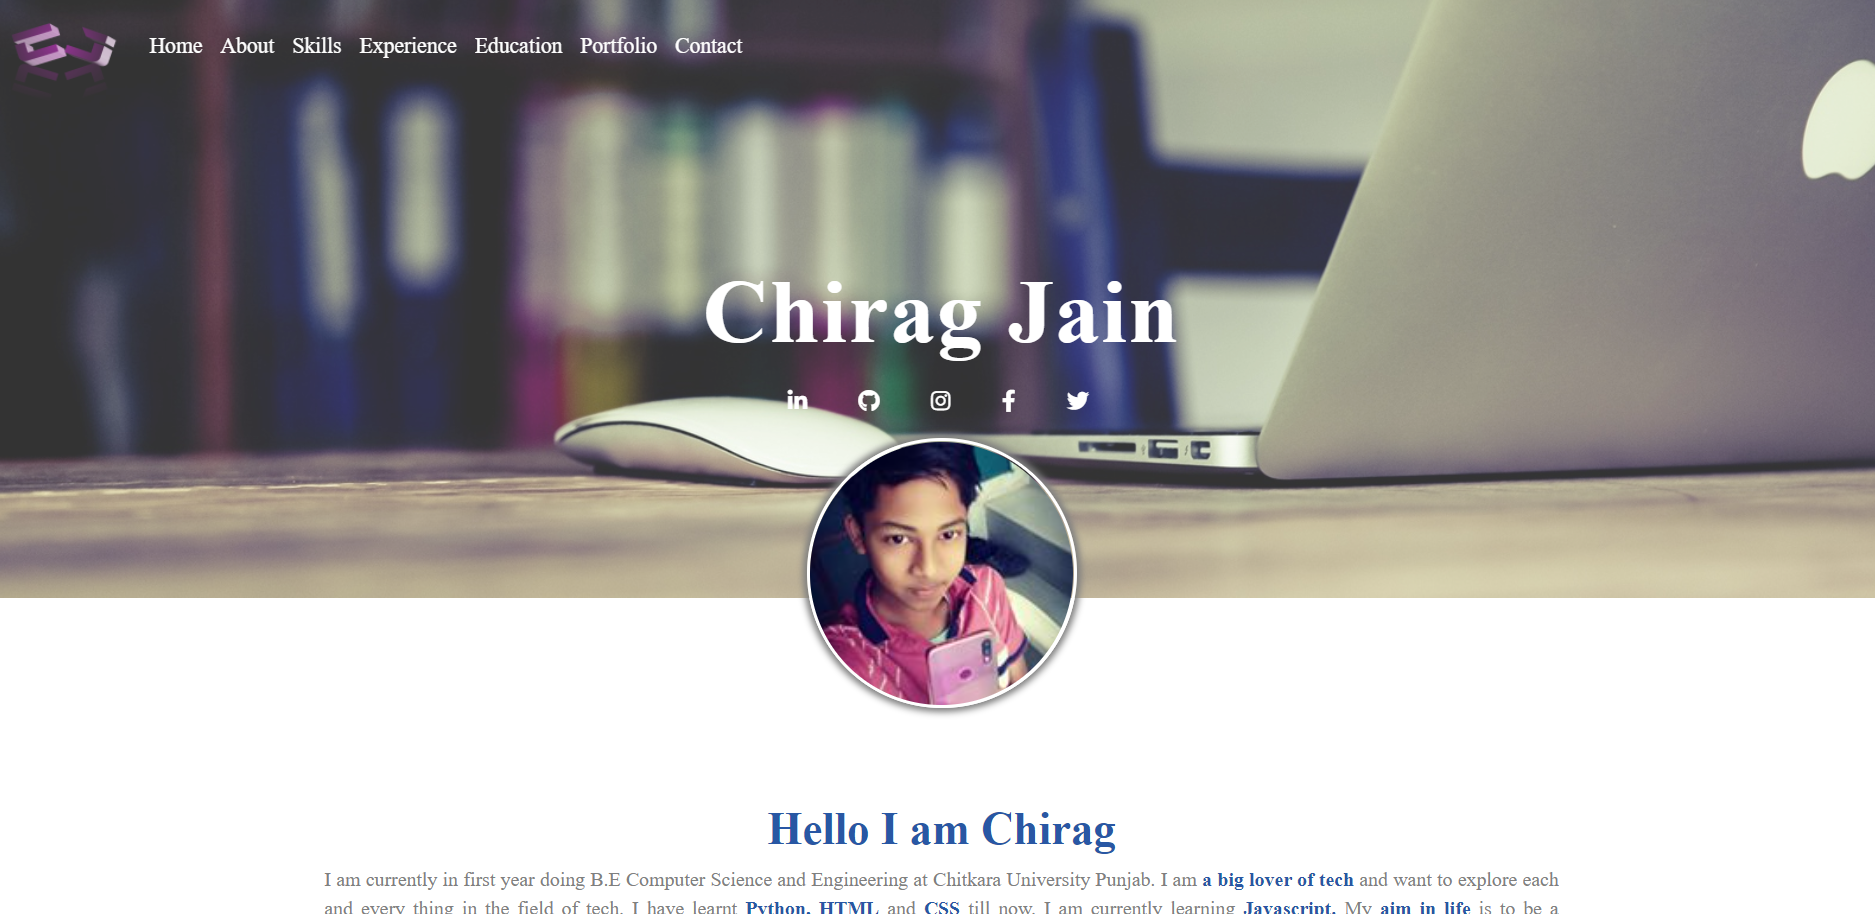 Home About Skills Experience Education Portfolio Contact
Chirag Jain
Hello I am Chirag
I am currently in first year doing B.E Computer Science and Engineering at Chitkara University Punjab. I am a big lover of tech and want to explore each
and every thing in the field of tech. I have learnt Python, HTML and CSS till now. I am currently learning Javascript. My aim in life is to be a